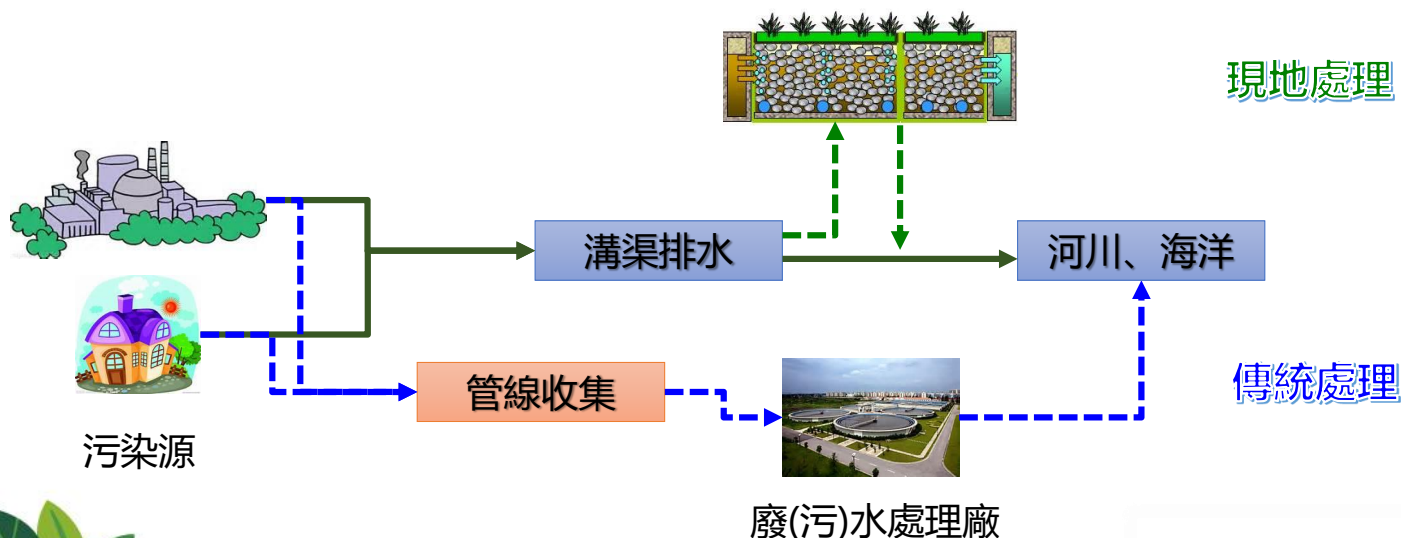 現地處理
溝渠排水
河川、海洋
管線收集
傳統處理
污染源
廢(污)水處理廠